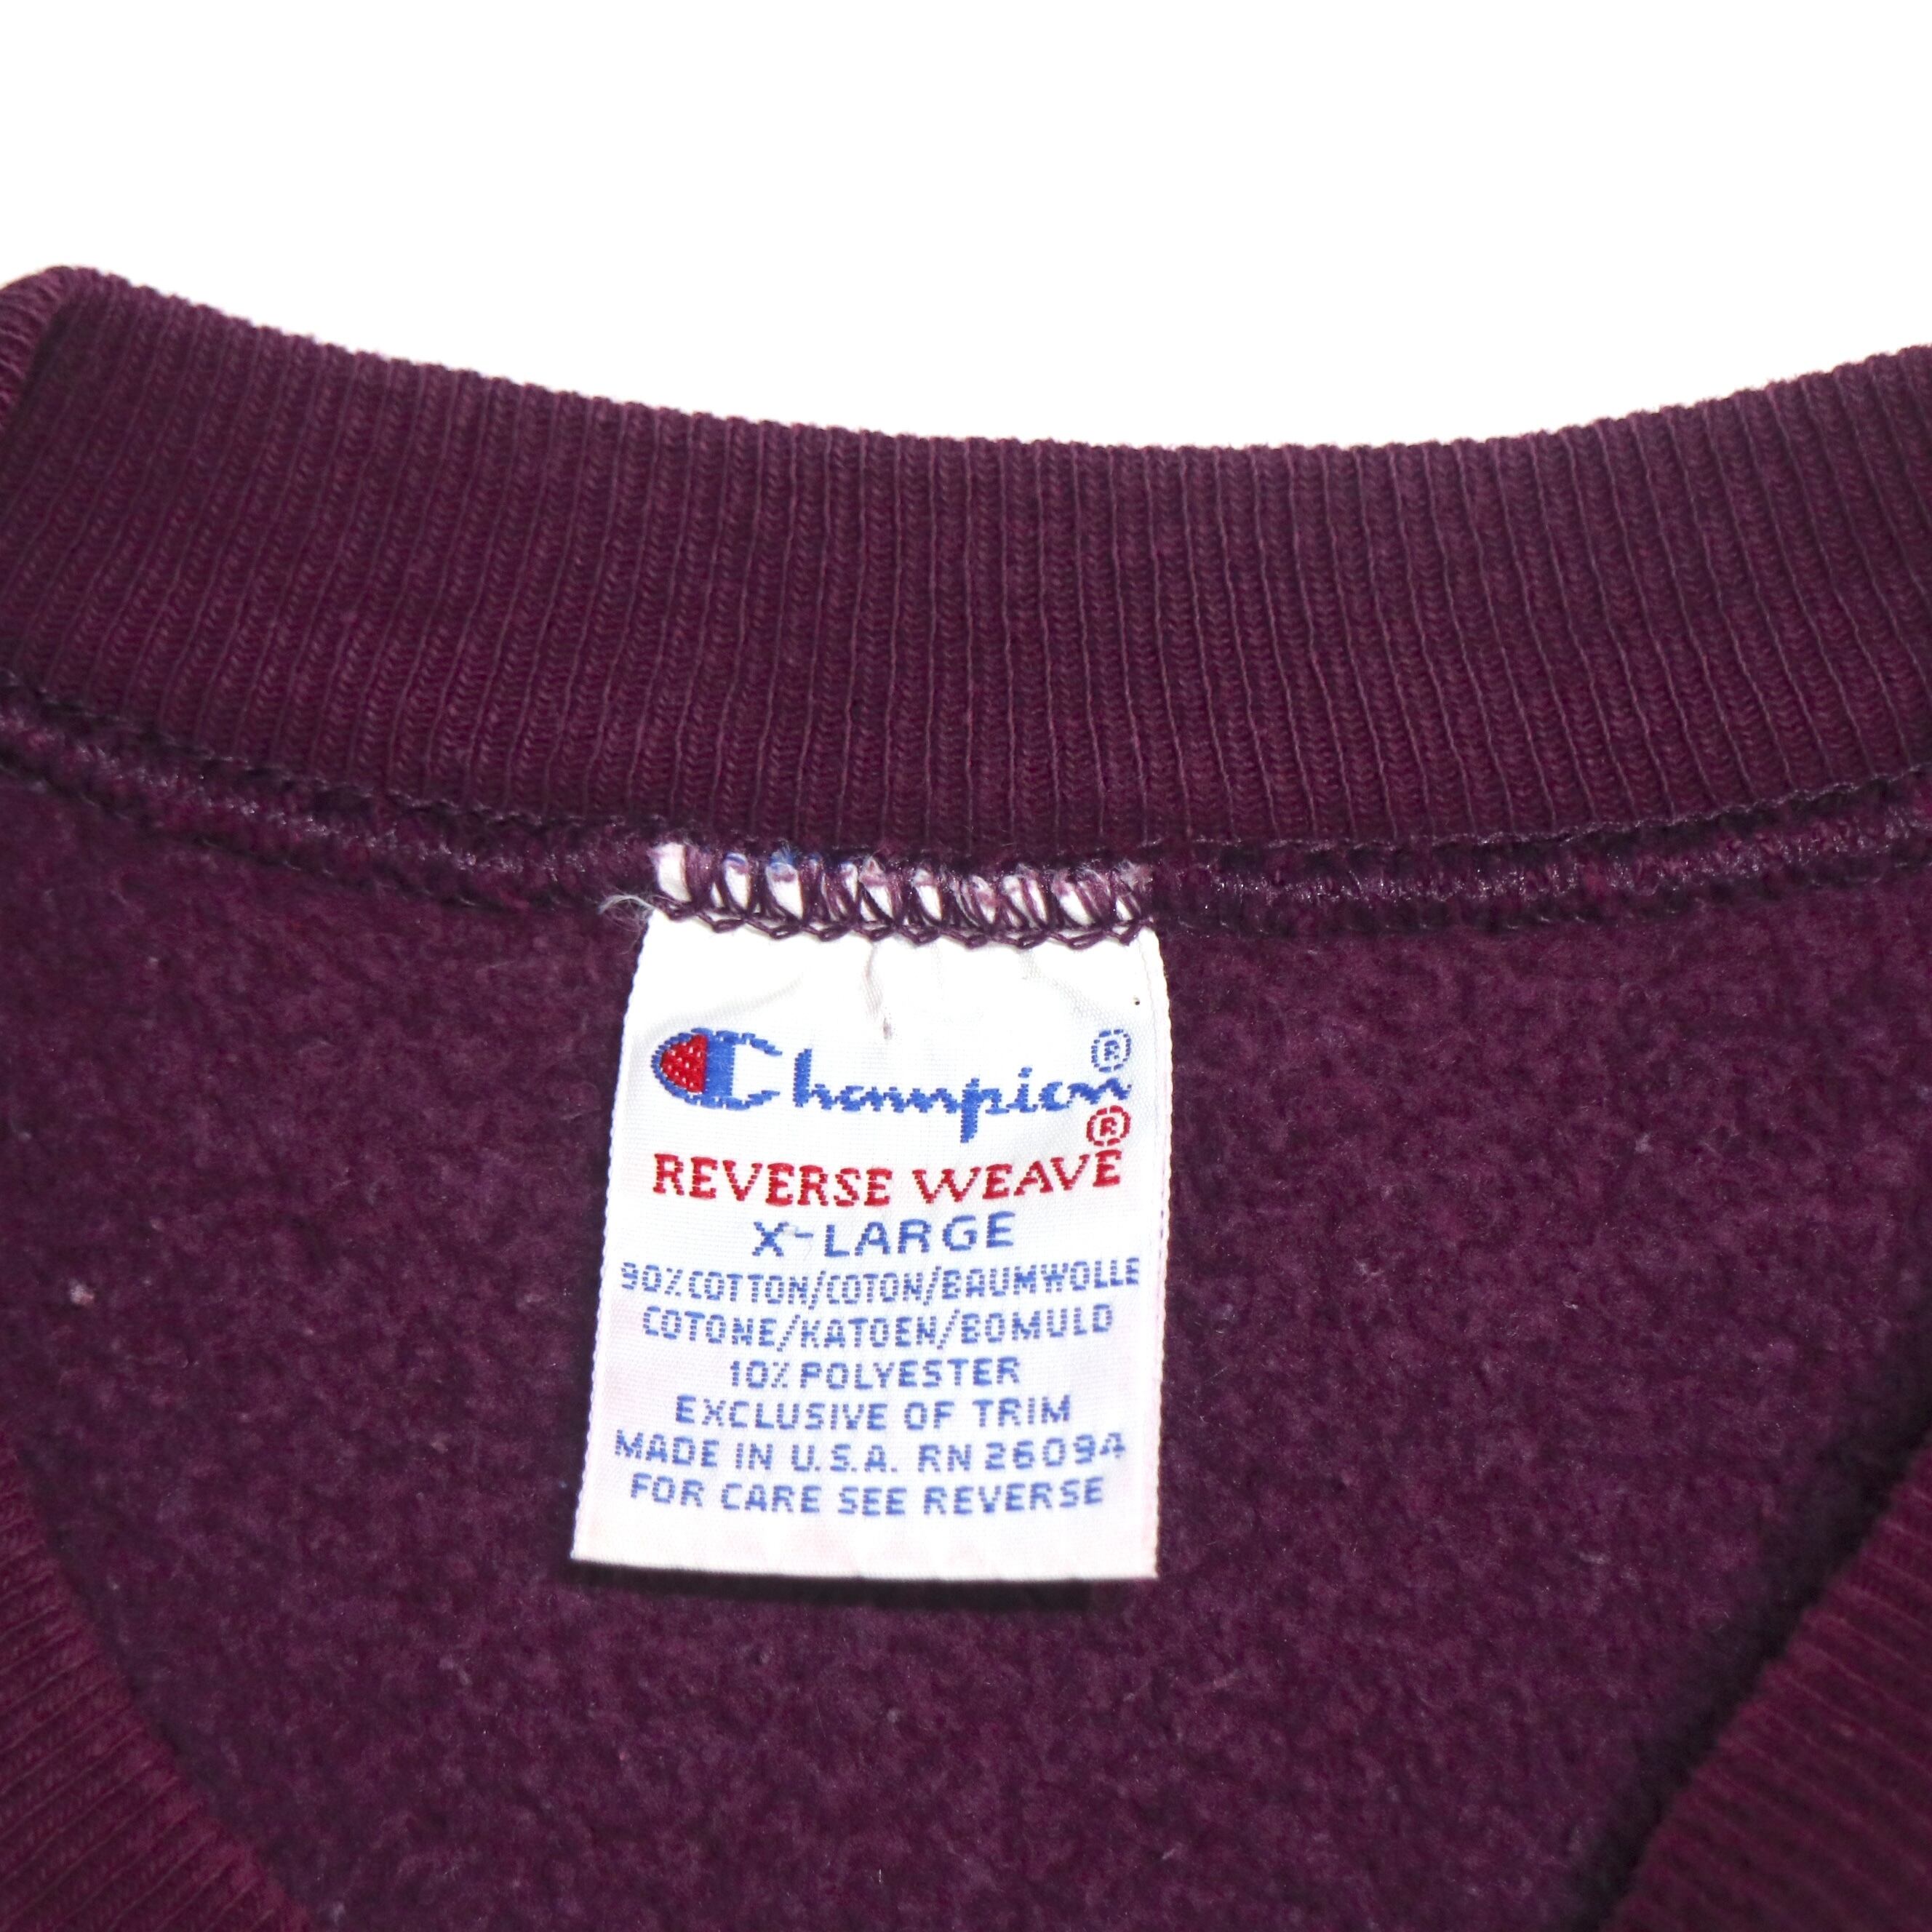 Champion®
REVERSE WEAVE®
X-LARGE
90% COTTON/COTON/BAUMWOLLE
COTONE/KATOEN/BOMULD
10% POLYESTER
EXCLUSIVE OF TRIM
MADE IN U.S.A. RN 26094
FOR CARE SEE REVERSE